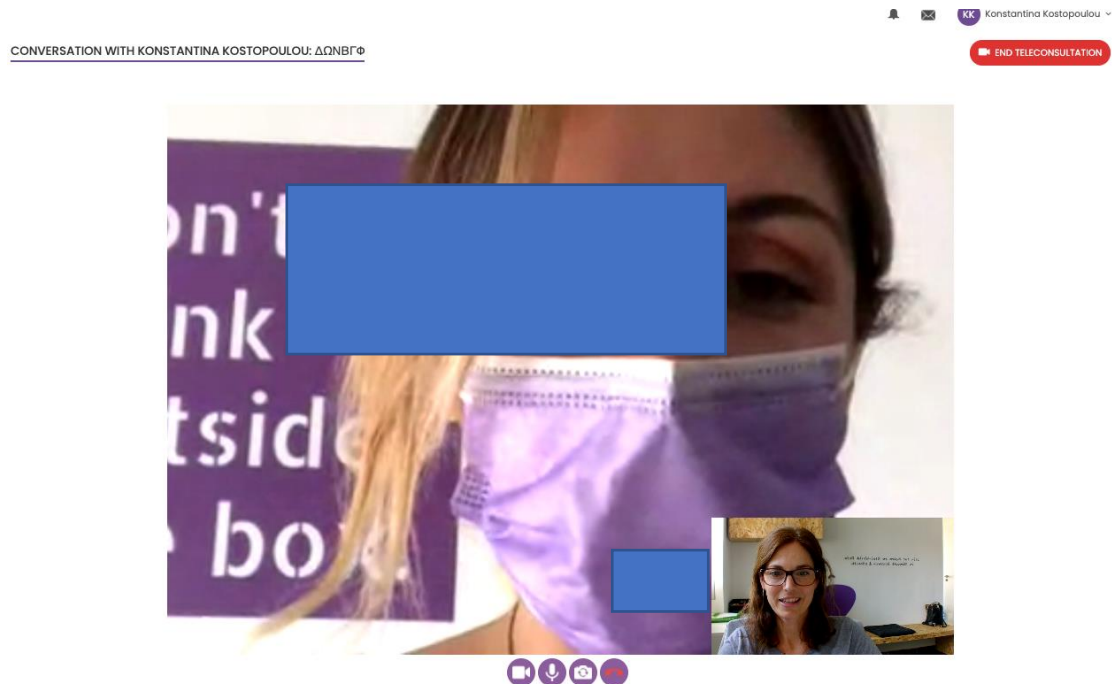 KK Konstantina Kostopoulou
CONVERSATION WITH KONSTANTINA KOSTOPOULOU: ΔΩΝΒΓΦ
END TELECONSULTATION
on't
nk
tside
bo